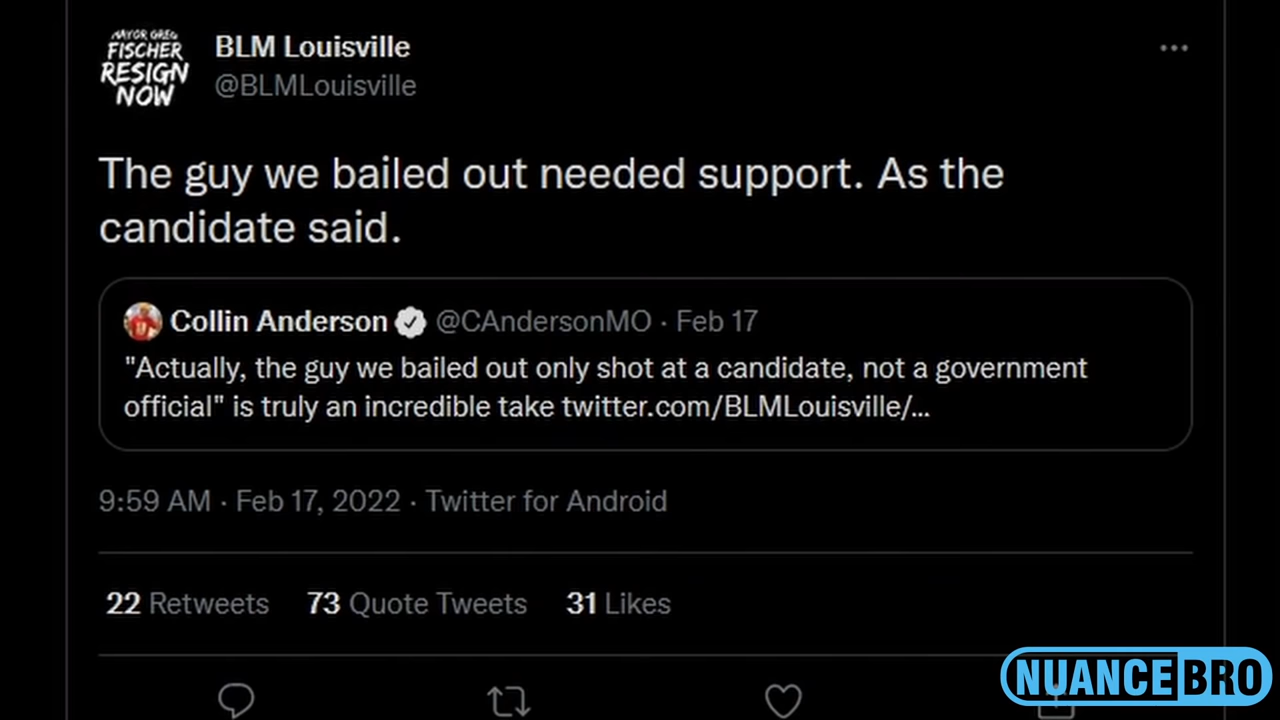 MAYOR GREG
FISCHER
RESIGN
NOW
BLM Louisville
@BLMLouisville
The guy we bailed out needed support. As the
candidate said.
Collin Anderson @CAndersonMO · Feb 17
"Actually, the guy we bailed out only shot at a candidate, not a government
official" is truly an incredible take twitter.com/BLMLouisville/...
9:59 AM · Feb 17, 2022 · Twitter for Android
22 Retweets 73 Quote Tweets 31 Likes
NUANCEBRO